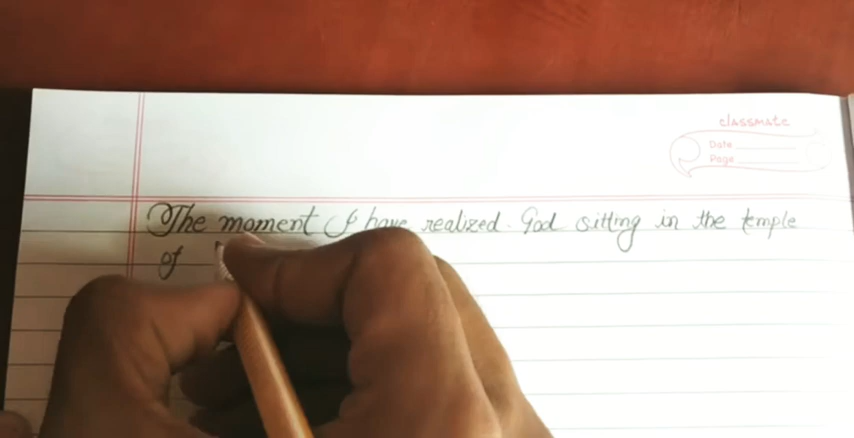 classmate
Date
Page
The moment I have realized God sitting in the temple
of